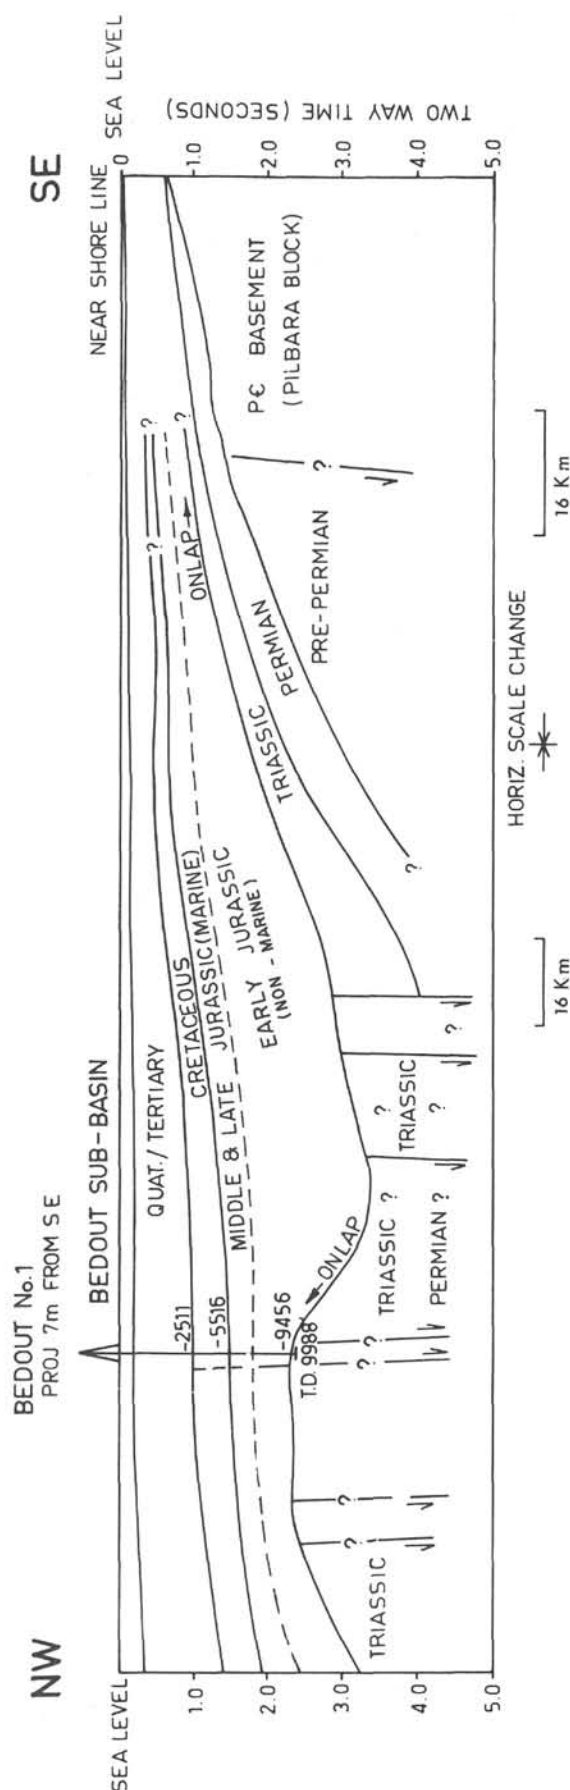 BEDOUT No.1
PROJ 7m FROM SE
NW
BEDOUT SUB-BASIN
SE
NEAR SHORE LINE
SEA LEVEL
SEA LEVEL
0
1.0
1.0
2.0
2.0
3.0
3.0
4.0
4.0
5.0
5.0
TWO WAY TIME (SECONDS)
QUAT./TERTIARY
CRETACEOUS
MIDDLE & LATE JURASSIC (MARINE)
EARLY JURASSIC
(NON - MARINE)
-2511
-5516
-9456
T.D. 9988
?
?
?
?
ONLAP
ONLAP
TRIASSIC
PERMIAN
PRE-PERMIAN
PЄ BASEMENT
(PILBARA BLOCK)
?
?
TRIASSIC
?
?
?
?
TRIASSIC ?
PERMIAN ?
TRIASSIC
?
?
?
HORIZ. SCALE CHANGE
16 Km
16 Km